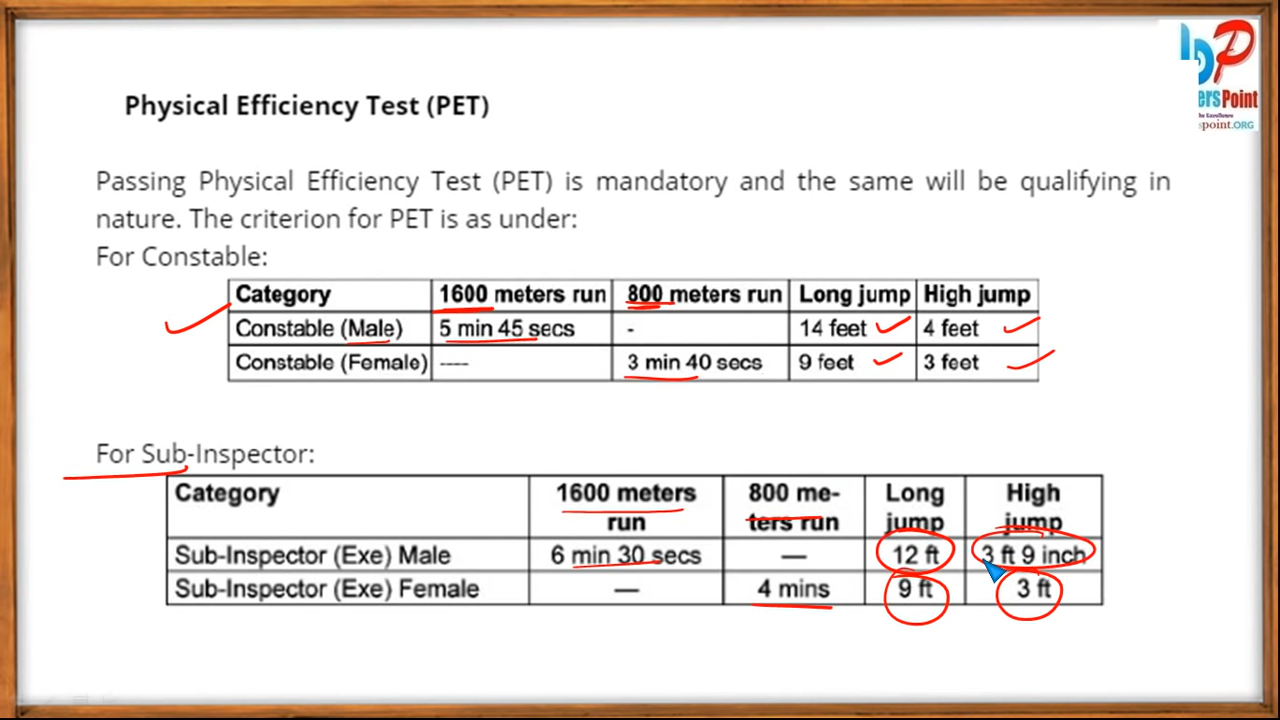 ersPoint
be Excellence
spoint.ORG
Physical Efficiency Test (PET)
Passing Physical Efficiency Test (PET) is mandatory and the same will be qualifying in
nature. The criterion for PET is as under:
For Constable:
Category 1600 meters run 800 meters run Long jump High jump
Constable (Male) 5 min 45 secs - 14 feet 4 feet
Constable (Female) ---- 3 min 40 secs 9 feet 3 feet
For Sub-Inspector:
Category 1600 meters 800 me- Long High
run ters run jump jump
Sub-Inspector (Exe) Male 6 min 30 secs — 12 ft 3 ft 9 inch
Sub-Inspector (Exe) Female — 4 mins 9 ft 3 ft